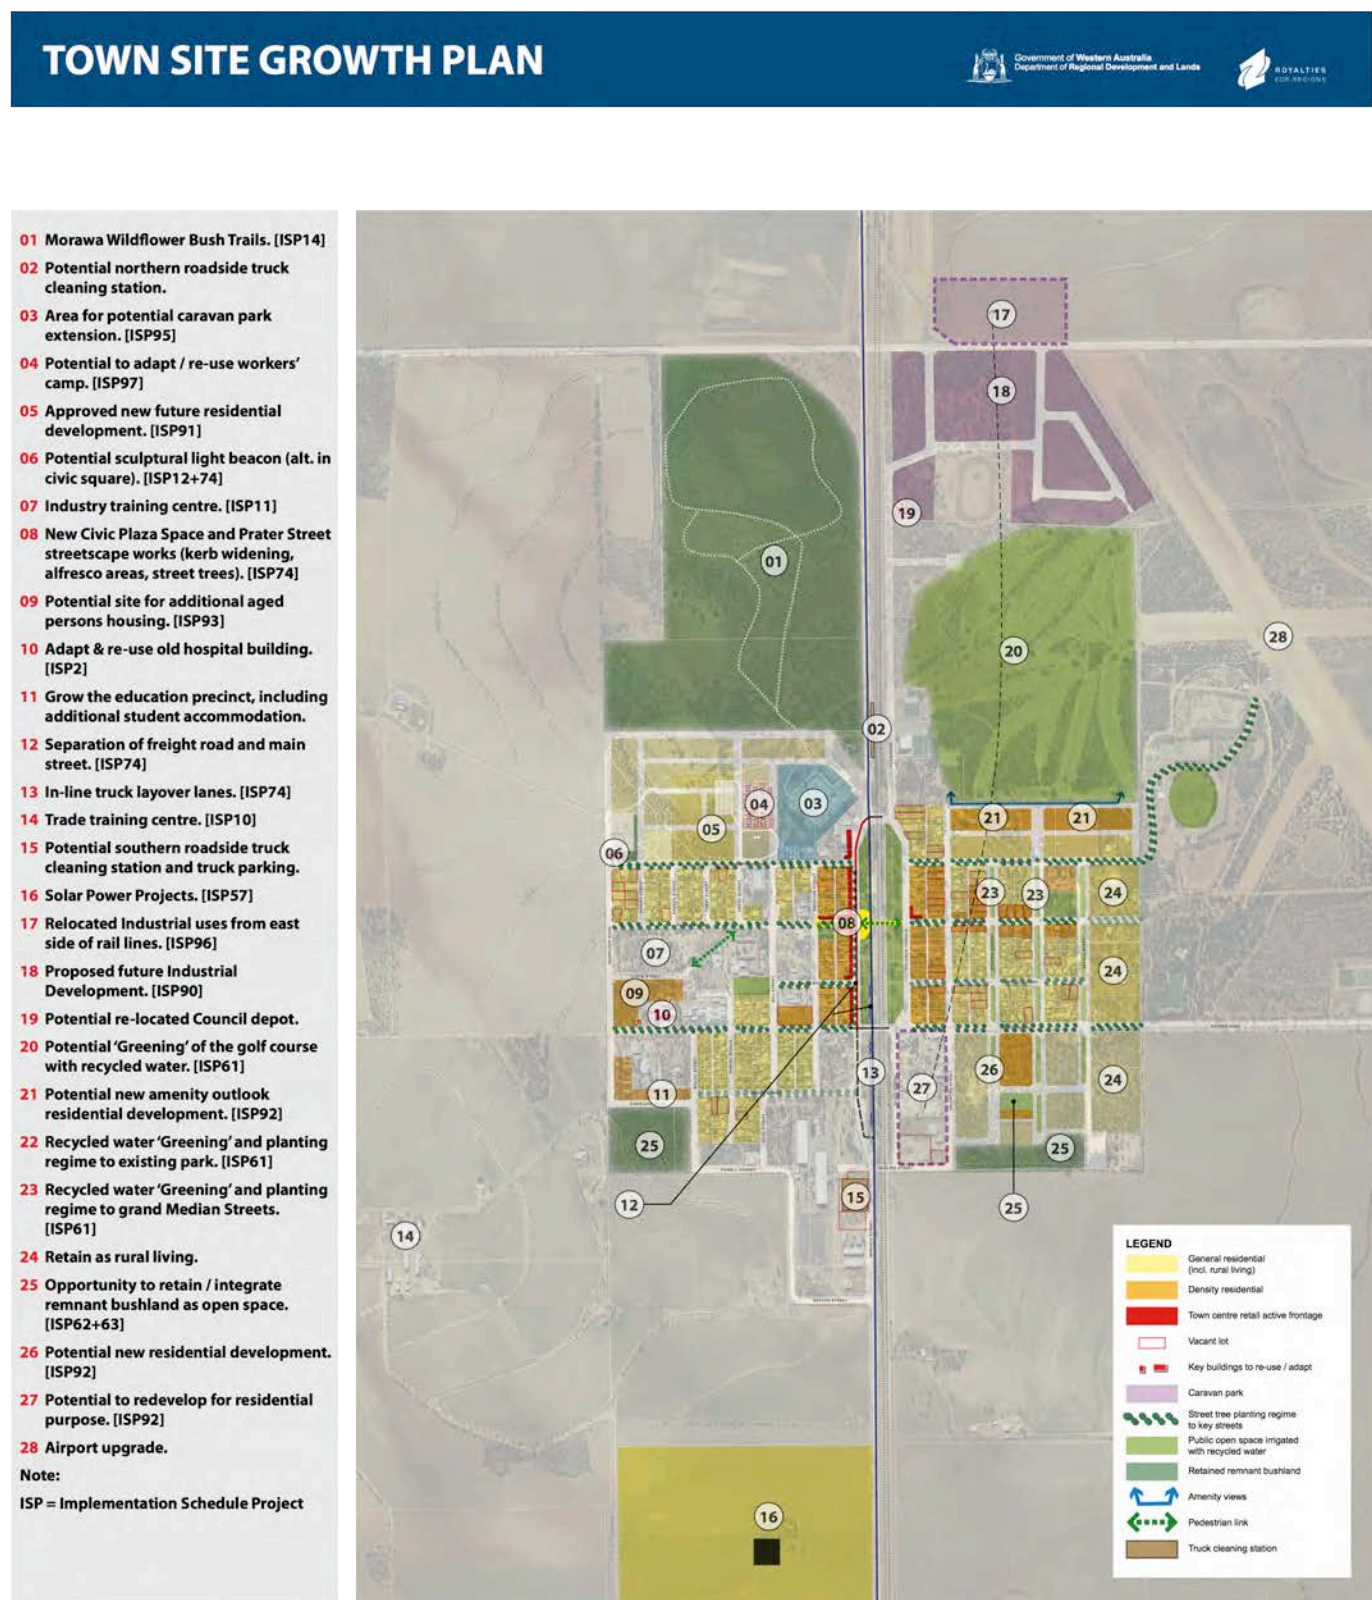 TOWN SITE GROWTH PLAN
Government of Western Australia
Department of Regional Development and Lands
ROYALTIES
FOR REGIONS
01 Morawa Wildflower Bush Trails. [ISP14]
02 Potential northern roadside truck
cleaning station.
03 Area for potential caravan park
extension. [ISP95]
04 Potential to adapt / re-use workers'
camp. [ISP97]
05 Approved new future residential
development. [ISP91]
06 Potential sculptural light beacon (alt. in
civic square). [ISP12+74]
07 Industry training centre. [ISP11]
08 New Civic Plaza Space and Prater Street
streetscape works (kerb widening,
alfresco areas, street trees). [ISP74]
09 Potential site for additional aged
persons housing. [ISP93]
10 Adapt & re-use old hospital building.
[ISP2]
11 Grow the education precinct, including
additional student accommodation.
12 Separation of freight road and main
street. [ISP74]
13 In-line truck layover lanes. [ISP74]
14 Trade training centre. [ISP10]
15 Potential southern roadside truck
cleaning station and truck parking.
16 Solar Power Projects. [ISP57]
17 Relocated Industrial uses from east
side of rail lines. [ISP96]
18 Proposed future Industrial
Development. [ISP90]
19 Potential re-located Council depot.
20 Potential 'Greening' of the golf course
with recycled water. [ISP61]
21 Potential new amenity outlook
residential development. [ISP92]
22 Recycled water 'Greening' and planting
regime to existing park. [ISP61]
23 Recycled water 'Greening' and planting
regime to grand Median Streets.
[ISP61]
24 Retain as rural living.
25 Opportunity to retain / integrate
remnant bushland as open space.
[ISP62+63]
26 Potential new residential development.
[ISP92]
27 Potential to redevelop for residential
purpose. [ISP92]
28 Airport upgrade.
Note:
ISP = Implementation Schedule Project
17
18
19
01
20
28
02
04
03
05
21
21
06
23
23
24
08
07
24
09
10
13
26
24
11
27
25
25
12
15
25
14
16
LEGEND
General residential
(incl. rural living)
Density residential
Town centre retail active frontage
Vacant lot
Key buildings to re-use / adapt
Caravan park
Street tree planting regime
to key streets
Public open space irrigated
with recycled water
Retained remnant bushland
Amenity views
Pedestrian link
Truck cleaning station